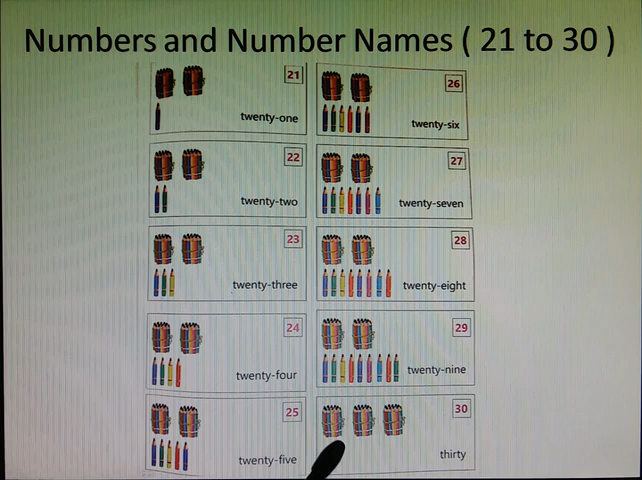 Numbers and Number Names ( 21 to 30 )
21
twenty-one
22
twenty-two
23
twenty-three
24
twenty-four
25
twenty-five
26
twenty-six
27
twenty-seven
28
twenty-eight
29
twenty-nine
30
thirty